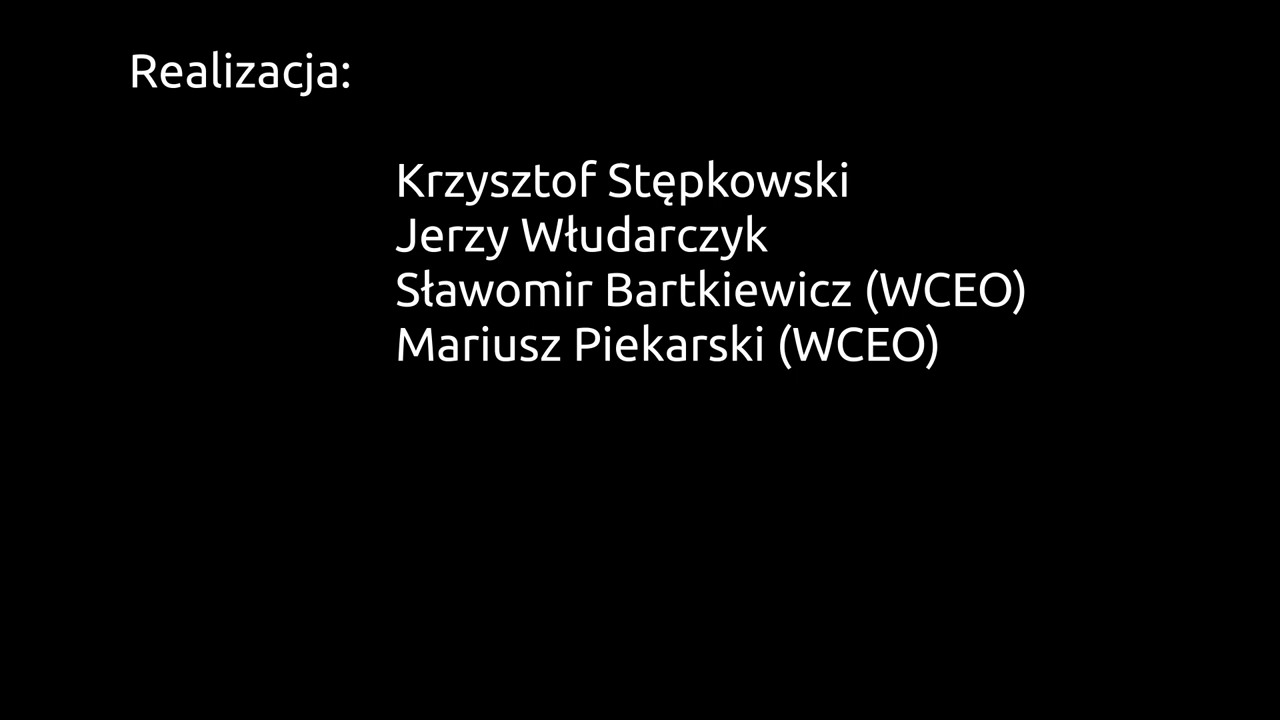 Realizacja:
Krzysztof Stępkowski
Jerzy Włudarczyk
Sławomir Bartkiewicz (WCEO)
Mariusz Piekarski (WCEO)